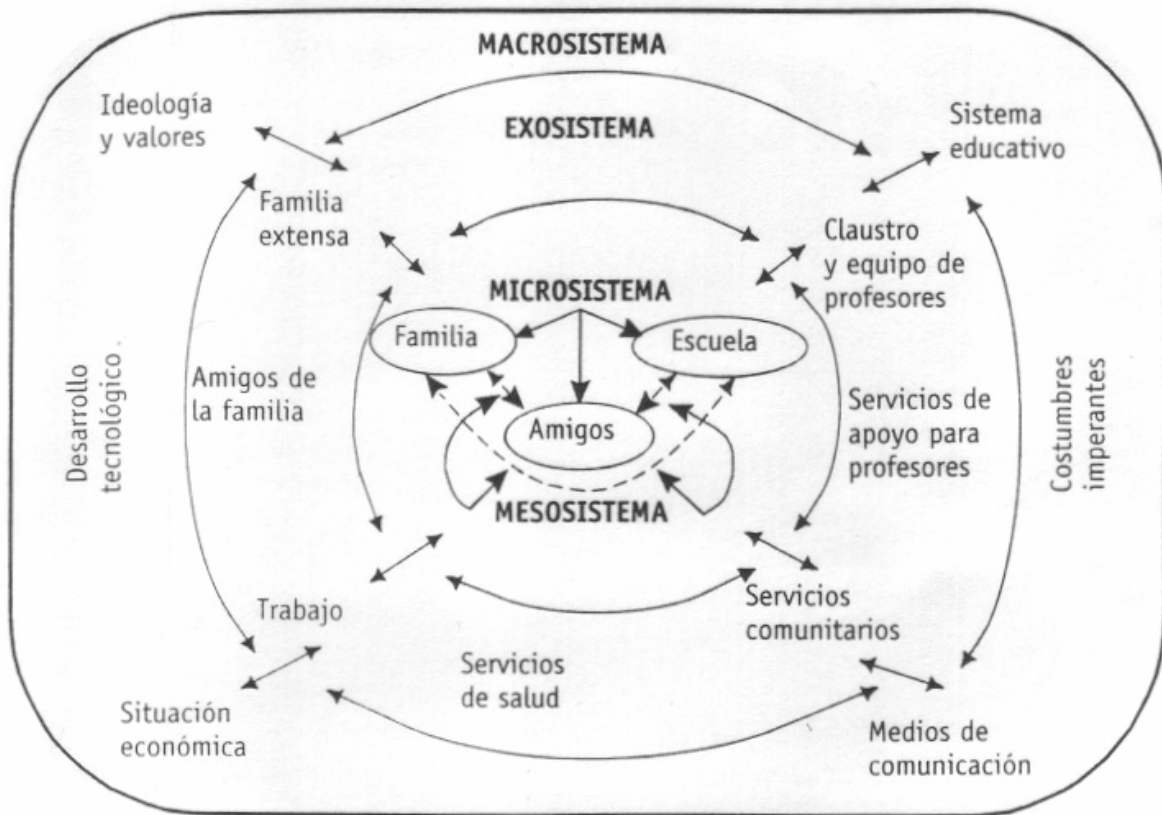 MACROSISTEMA
Ideología
y valores
EXOSISTEMA
Sistema
educativo
Familia
extensa
Claustro
y equipo de
profesores
MICROSISTEMA
Familia
Escuela
Amigos
Desarrollo
tecnológico.
Amigos de
la familia
Servicios de
apoyo para
profesores
Costumbres
imperantes
MESOSISTEMA
Trabajo
Servicios
comunitarios
Servicios
de salud
Situación
económica
Medios de
comunicación